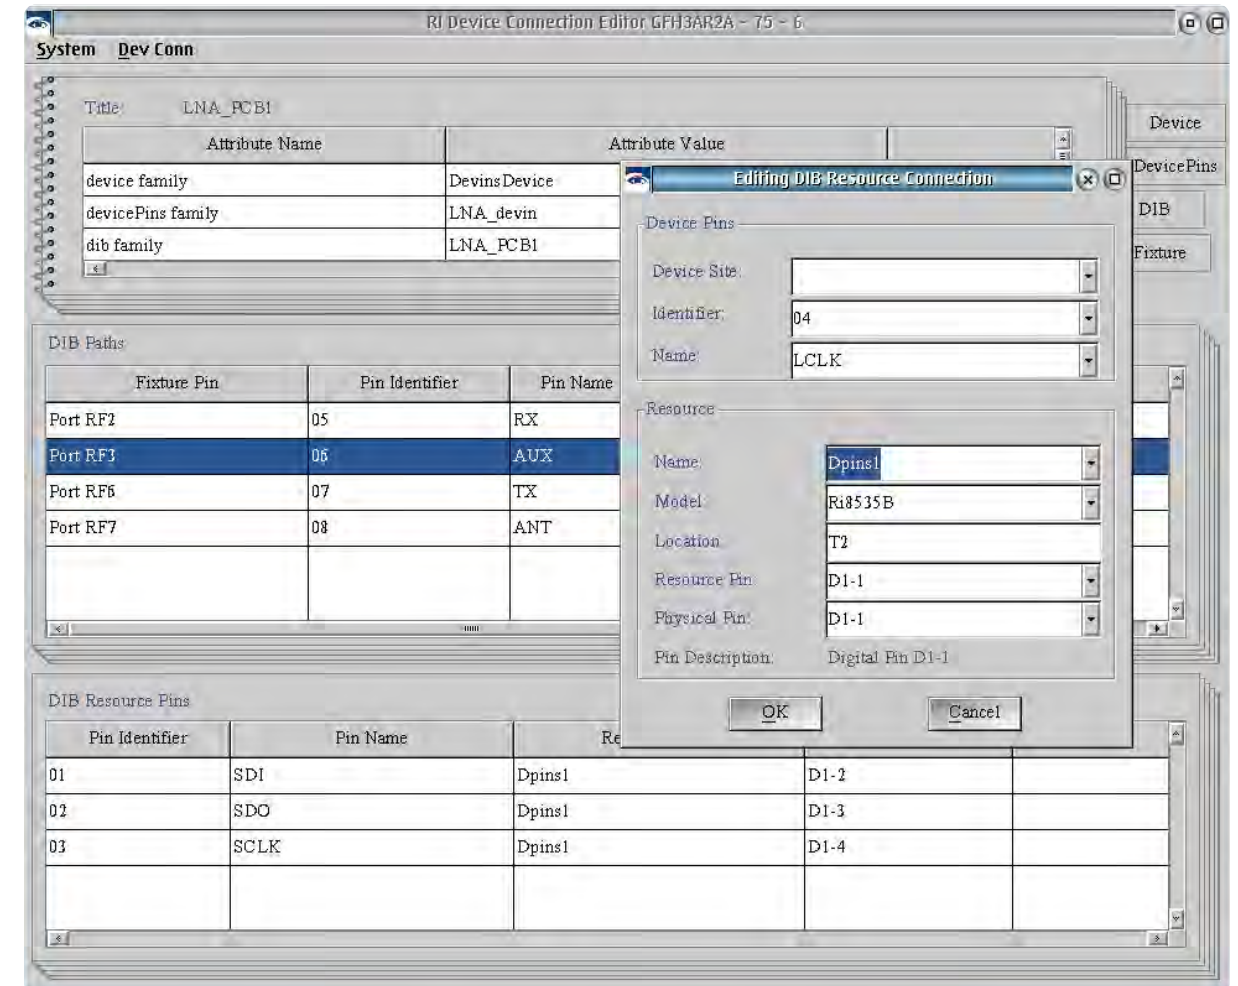 RI Device Connection Editor GFH3AR2A - 75 - 6
System Dev Conn
Title: LNA_PCB1
Attribute Name Attribute Value
device family DevinsDevice
devicePins family LNA_devin
dib family LNA_PCB1
Device
DevicePins
DIB
Fixture
DIB Paths
Fixture Pin Pin Identifier Pin Name
Port RF2 05 RX
Port RF3 06 AUX
Port RF6 07 TX
Port RF7 08 ANT
Editing DIB Resource Connection
Device Pins
Device Site:
Identifier: 04
Name: LCLK
Resource
Name: Dpins1
Model: Ri8535B
Location: T2
Resource Pin: D1-1
Physical Pin: D1-1
Pin Description: Digital Pin D1-1
OK Cancel
DIB Resource Pins
Pin Identifier Pin Name Re
01 SDI Dpins1 D1-2
02 SDO Dpins1 D1-3
03 SCLK Dpins1 D1-4